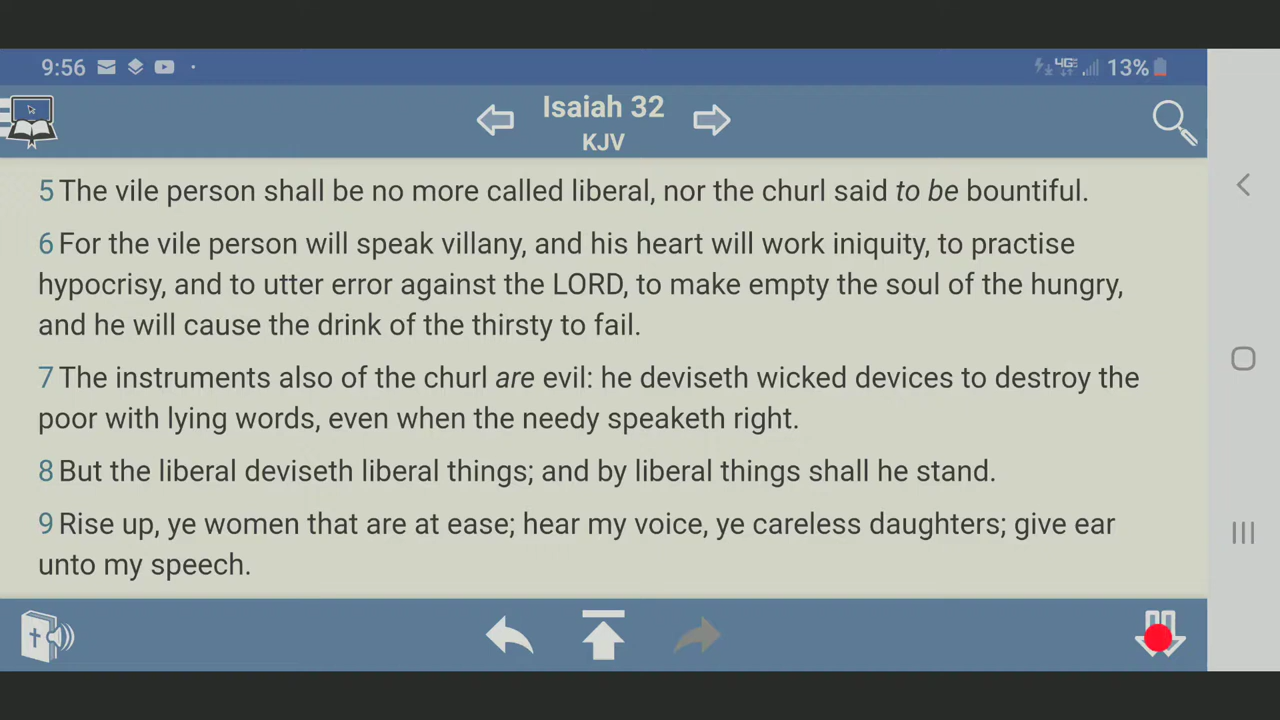 9:56
4G 13%
Isaiah 32
KJV
5 The vile person shall be no more called liberal, nor the churl said to be bountiful.
6 For the vile person will speak villany, and his heart will work iniquity, to practise
hypocrisy, and to utter error against the LORD, to make empty the soul of the hungry,
and he will cause the drink of the thirsty to fail.
7 The instruments also of the churl are evil: he deviseth wicked devices to destroy the
poor with lying words, even when the needy speaketh right.
8 But the liberal deviseth liberal things; and by liberal things shall he stand.
9 Rise up, ye women that are at ease; hear my voice, ye careless daughters; give ear
unto my speech.